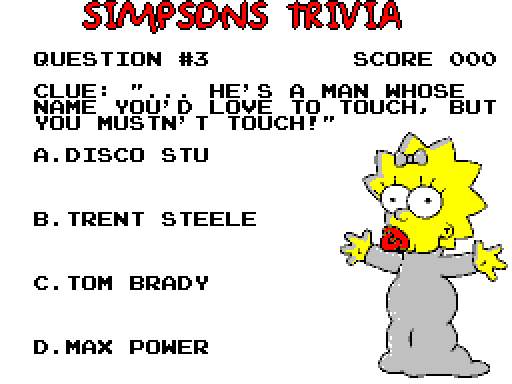 SIMPSONS TRIVIA
QUESTION #3 SCORE 000
CLUE: "... HE'S A MAN WHOSE
NAME YOU'D LOVE TO TOUCH, BUT
YOU MUSTN'T TOUCH!"
A.DISCO STU
B.TRENT STEELE
C.TOM BRADY
D.MAX POWER